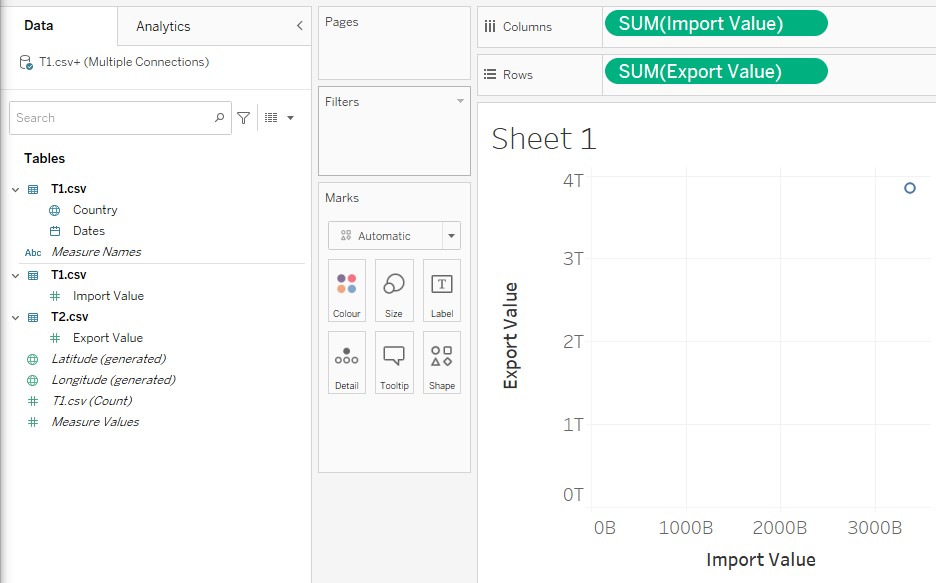 Data
Analytics
T1.csv+ (Multiple Connections)
Search
Tables
T1.csv
Country
Dates
Abc Measure Names
T1.csv
Import Value
T2.csv
Export Value
Latitude (generated)
Longitude (generated)
T1.csv (Count)
Measure Values
Pages
Filters
Marks
Automatic
Colour Size Label
Detail Tooltip Shape
Columns SUM(Import Value)
Rows SUM(Export Value)
Sheet 1
Export Value
4T
3T
2T
1T
0T
0B 1000B 2000B 3000B
Import Value